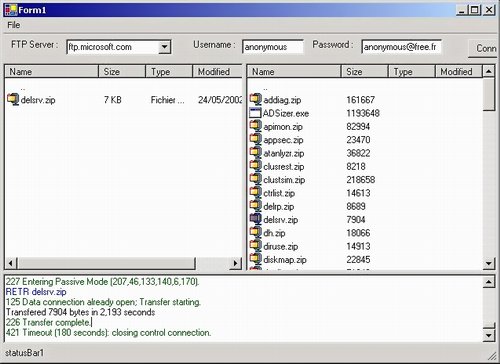 Form1
File
FTP Server : ftp.microsoft.com Username : anonymous Password : anonymous@free.fr Conn
Name Size Type Modified
..
delsrv.zip 7 KB Fichier ... 24/05/2002
Name Size Type Modified
..
addiag.zip 161667
ADSizer.exe 1193648
apimon.zip 82994
appsec.zip 23470
atanlyzr.zip 36822
clusrest.zip 8218
clustsim.zip 218658
ctrlist.zip 14613
delrp.zip 8689
delsrv.zip 7904
dh.zip 18066
diruse.zip 14913
diskmap.zip 22845
227 Entering Passive Mode (207,46,133,140,6,170).
RETR delsrv.zip
125 Data connection already open; Transfer starting.
Transfered 7904 bytes in 2,193 seconds
226 Transfer complete.
421 Timeout (180 seconds): closing control connection.
statusBar1